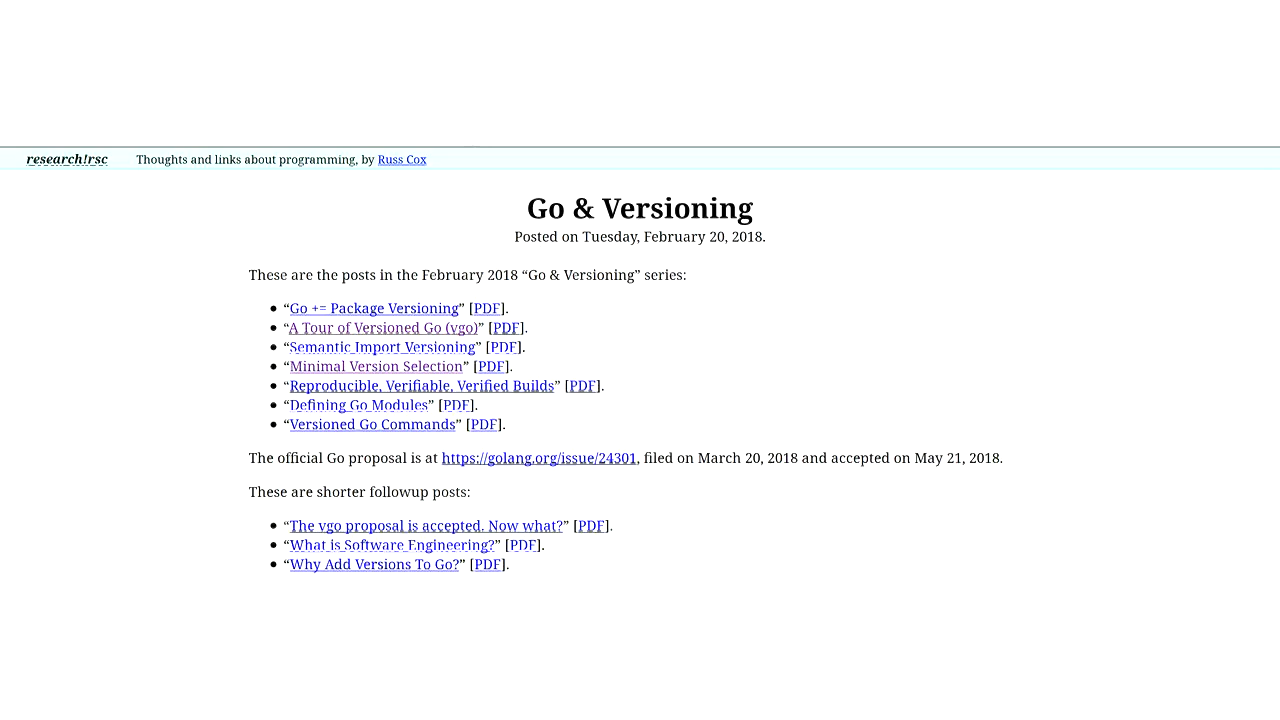 research!rsc Thoughts and links about programming, by Russ Cox
Go & Versioning
Posted on Tuesday, February 20, 2018.
These are the posts in the February 2018 “Go & Versioning” series:
• “Go += Package Versioning” [PDF].
• “A Tour of Versioned Go (vgo)” [PDF].
• “Semantic Import Versioning” [PDF].
• “Minimal Version Selection” [PDF].
• “Reproducible, Verifiable, Verified Builds” [PDF].
• “Defining Go Modules” [PDF].
• “Versioned Go Commands” [PDF].
The official Go proposal is at https://golang.org/issue/24301, filed on March 20, 2018 and accepted on May 21, 2018.
These are shorter followup posts:
• “The vgo proposal is accepted. Now what?” [PDF].
• “What is Software Engineering?” [PDF].
• “Why Add Versions To Go?” [PDF].